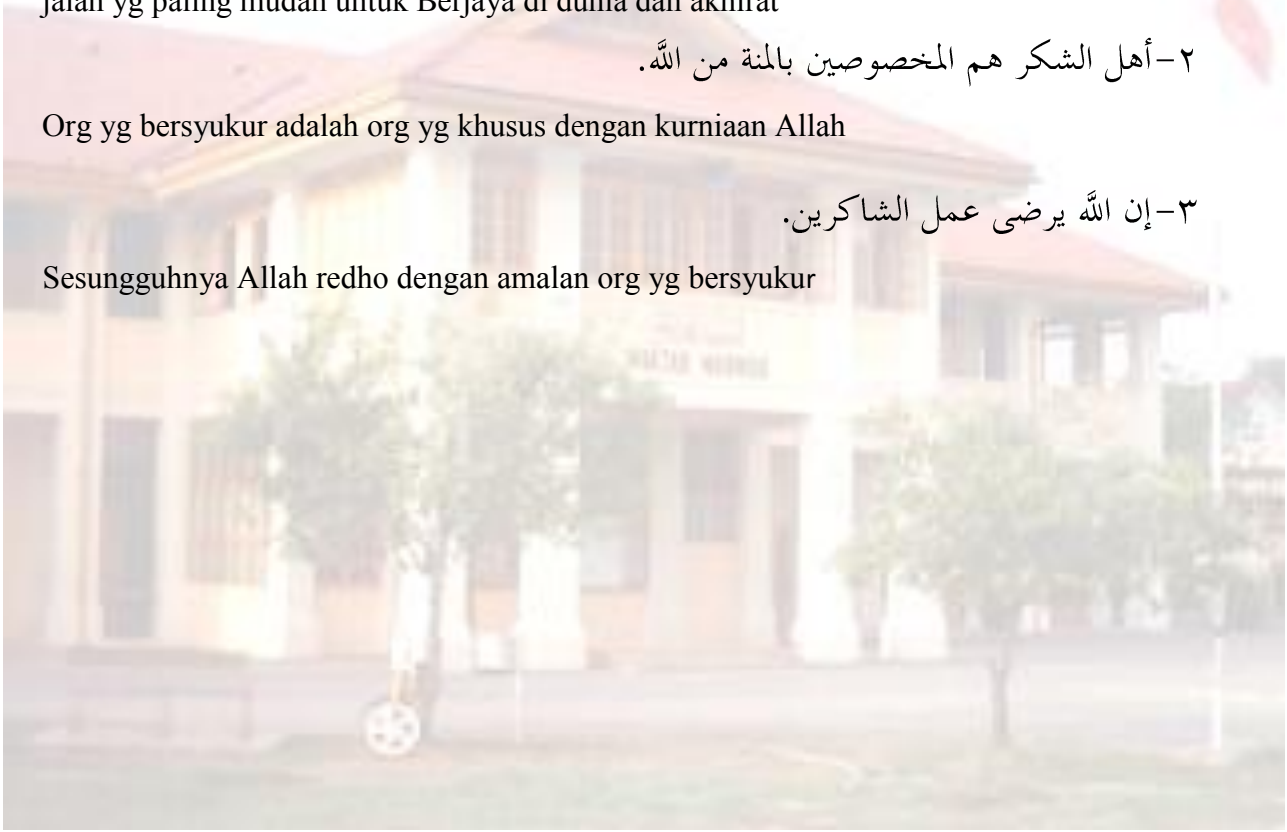 jalan yg paling mudah untuk Berjaya di dunia dan akhirat
٢-أهل الشكر هم المخصوصين بالمنة من الله.
Org yg bersyukur adalah org yg khusus dengan kurniaan Allah
٣-إن الله يرضى عمل الشاكرين.
Sesungguhnya Allah redho dengan amalan org yg bersyukur